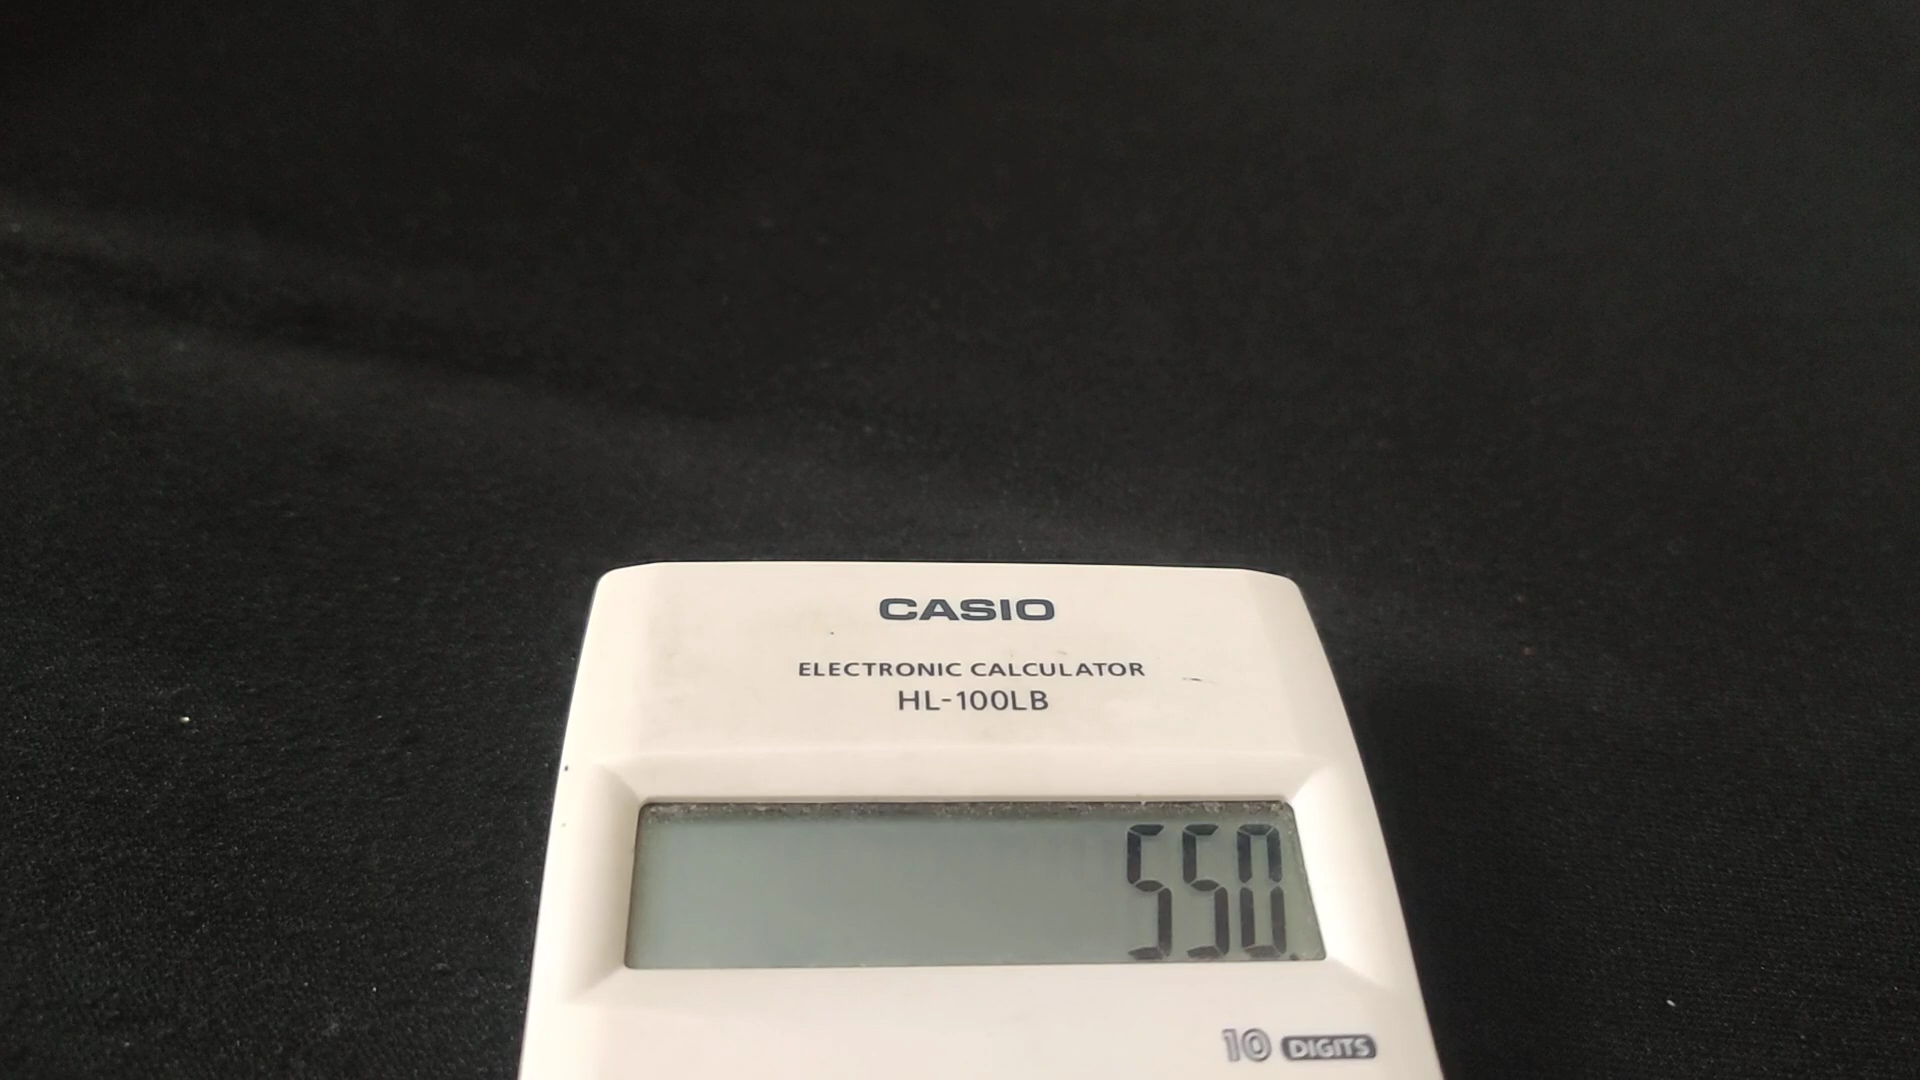 CASIO
ELECTRONIC CALCULATOR
HL-100LB
550.
10 DIGITS